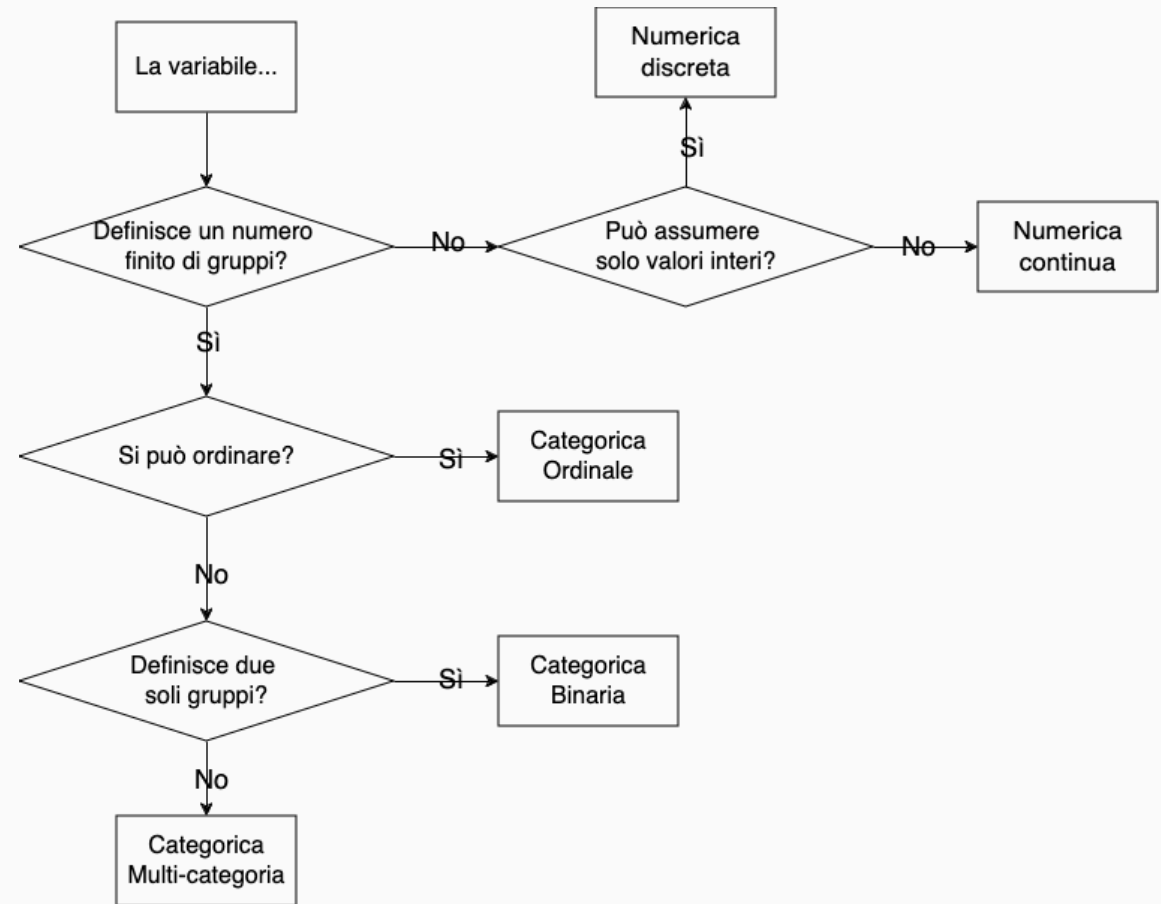 La variabile...
Numerica
discreta
Sì
Definisce un numero
finito di gruppi?
No
Può assumere
solo valori interi?
No
Numerica
continua
Sì
Si può ordinare?
Sì
Categorica
Ordinale
No
Definisce due
soli gruppi?
Sì
Categorica
Binaria
No
Categorica
Multi-categoria